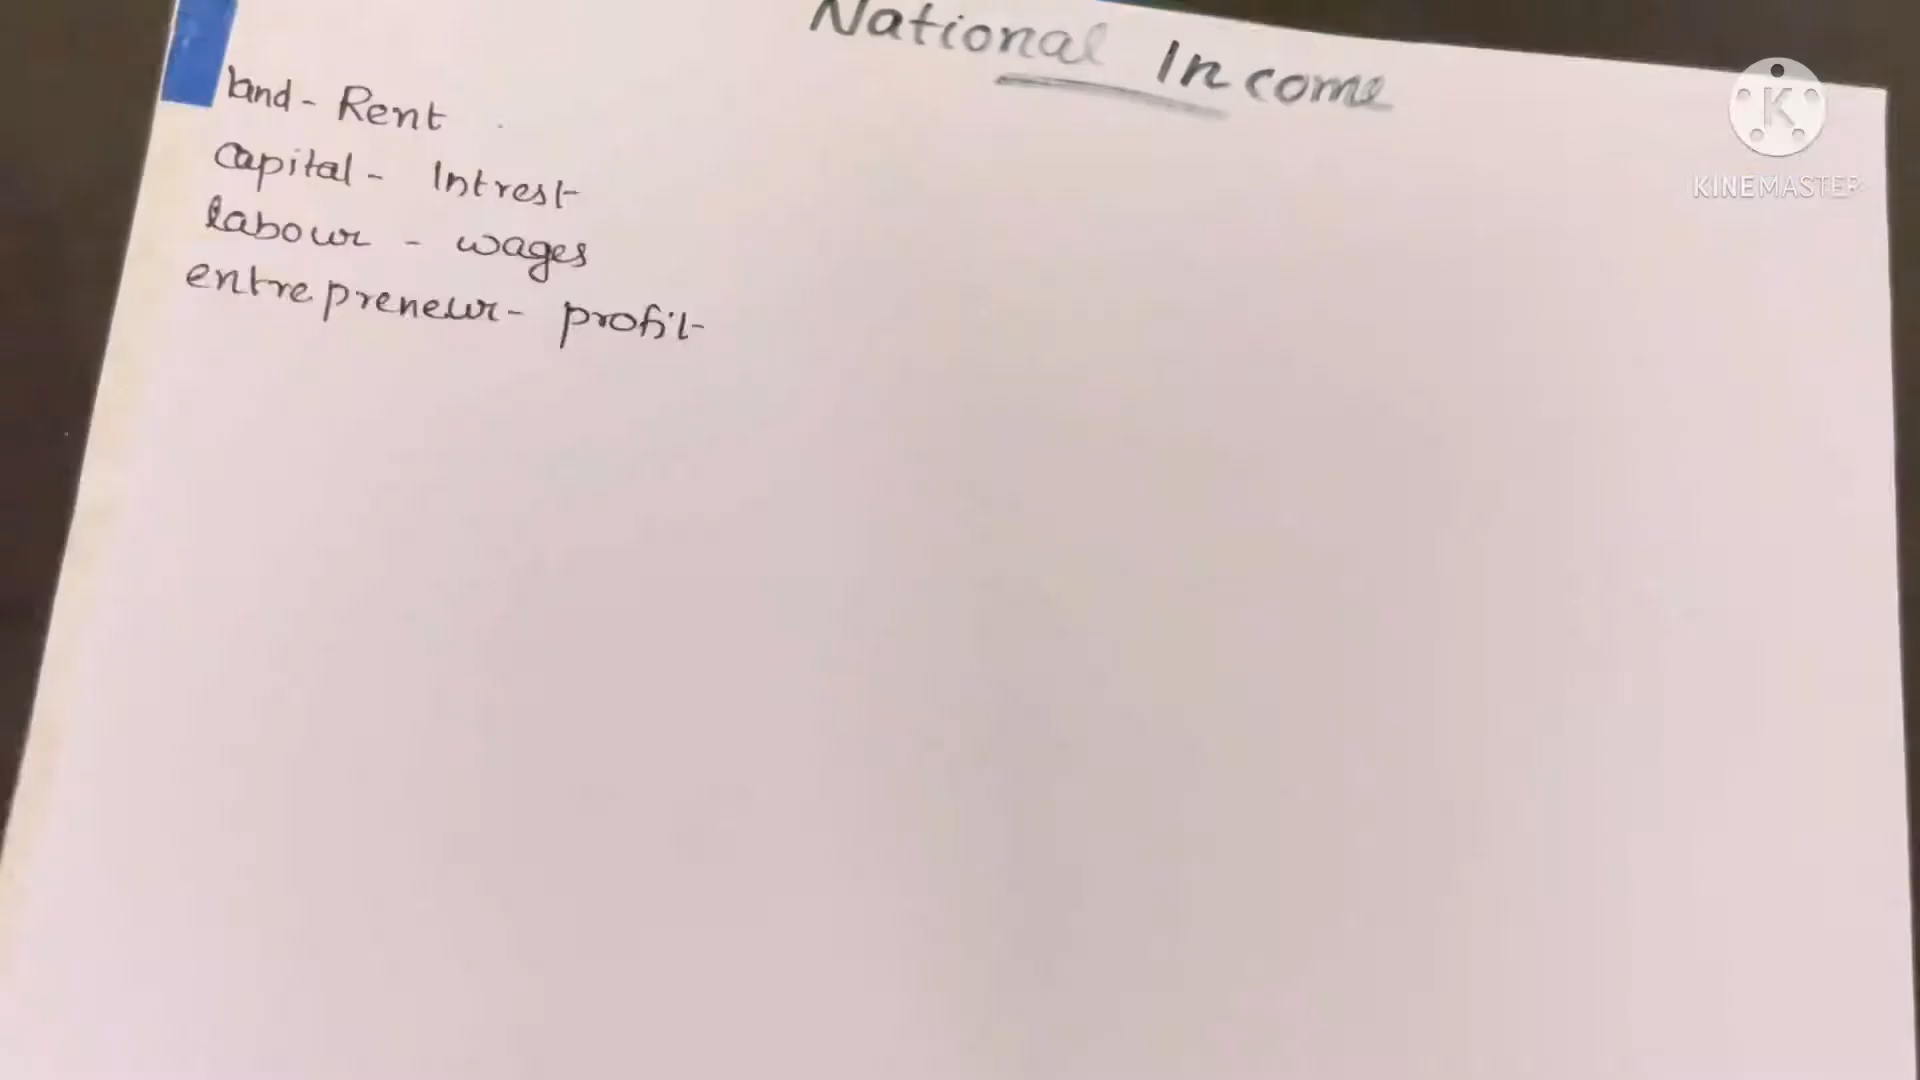 National Income
land - Rent
Capital - Intrest
labour - wages
entrepreneur - profit
KINEMASTER